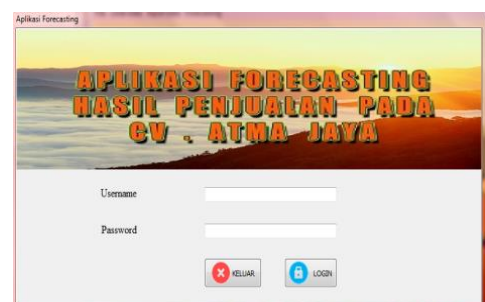 Aplikasi Forecasting
APLIKASI FORECASTING
HASIL PENJUALAN PADA
CV . ATMA JAYA
Username
Password
KELUAR
LOGIN